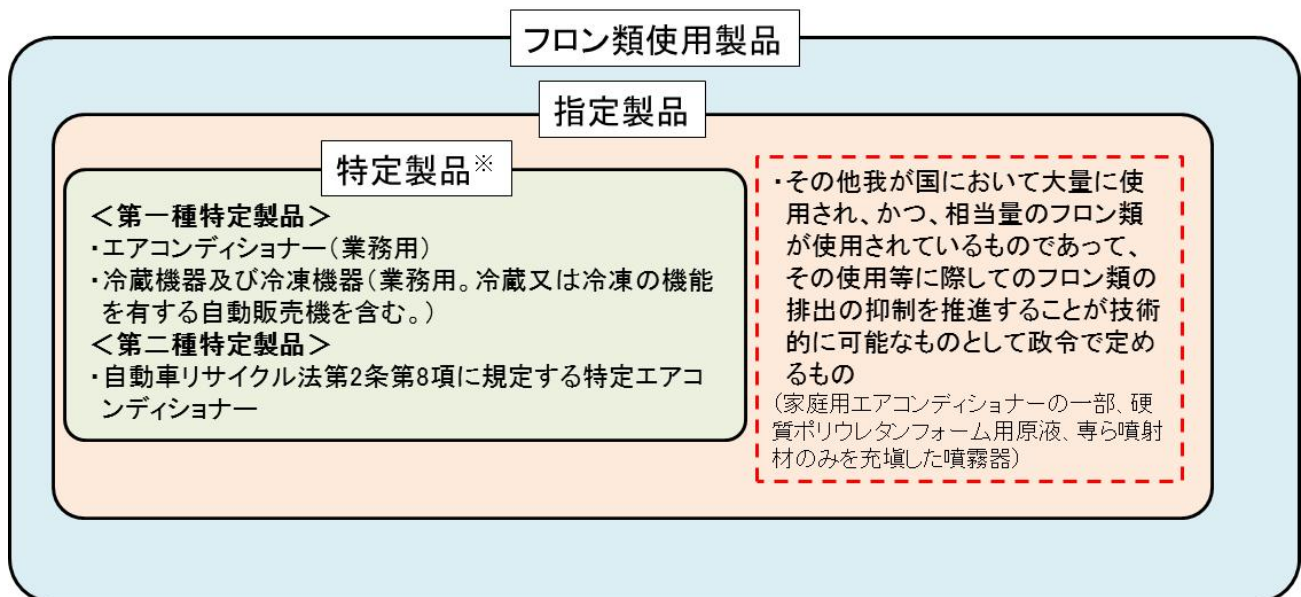 フロン類使用製品
指定製品
特定製品※
<第一種特定製品>
・エアコンディショナー(業務用)
・冷蔵機器及び冷凍機器(業務用。冷蔵又は冷凍の機能
を有する自動販売機を含む。)
<第二種特定製品>
・自動車リサイクル法第2条第8項に規定する特定エアコ
ンディショナー
・その他我が国において大量に使
用され、かつ、相当量のフロン類
が使用されているものであって、
その使用等に際してのフロン類の
排出の抑制を推進することが技術
的に可能なものとして政令で定め
るもの
(家庭用エアコンディショナーの一部、硬
質ポリウレタンフォーム用原液、専ら噴射
材のみを充塡した噴霧器)